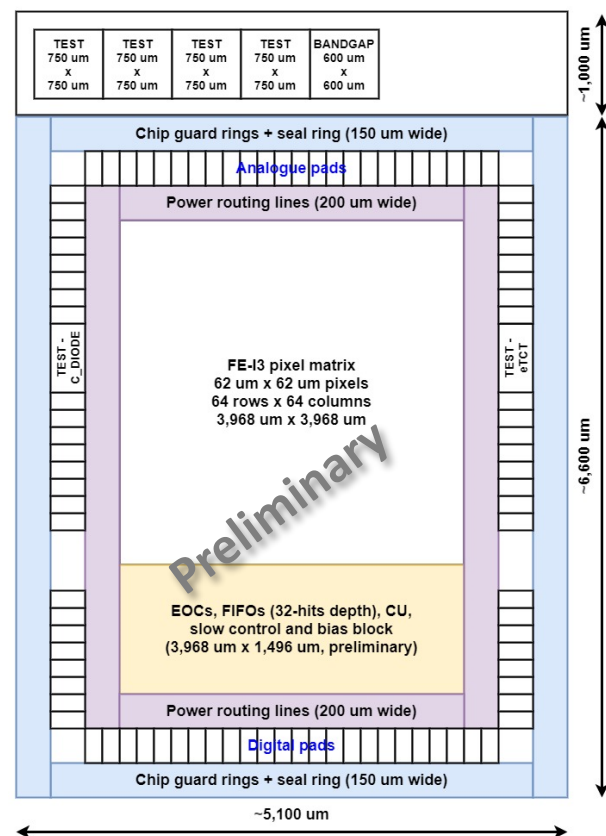 TEST
750 um
x
750 um
TEST
750 um
x
750 um
TEST
750 um
x
750 um
TEST
750 um
x
750 um
BANDGAP
600 um
x
600 um
~1,000 um
Chip guard rings + seal ring (150 um wide)
Analogue pads
Power routing lines (200 um wide)
TEST -
C_DIODE
FE-I3 pixel matrix
62 um x 62 um pixels
64 rows x 64 columns
3,968 um x 3,968 um
TEST -
eTCT
~6,600 um
Preliminary
EOCs, FIFOs (32-hits depth), CU,
slow control and bias block
(3,968 um x 1,496 um, preliminary)
Power routing lines (200 um wide)
Digital pads
Chip guard rings + seal ring (150 um wide)
~5,100 um